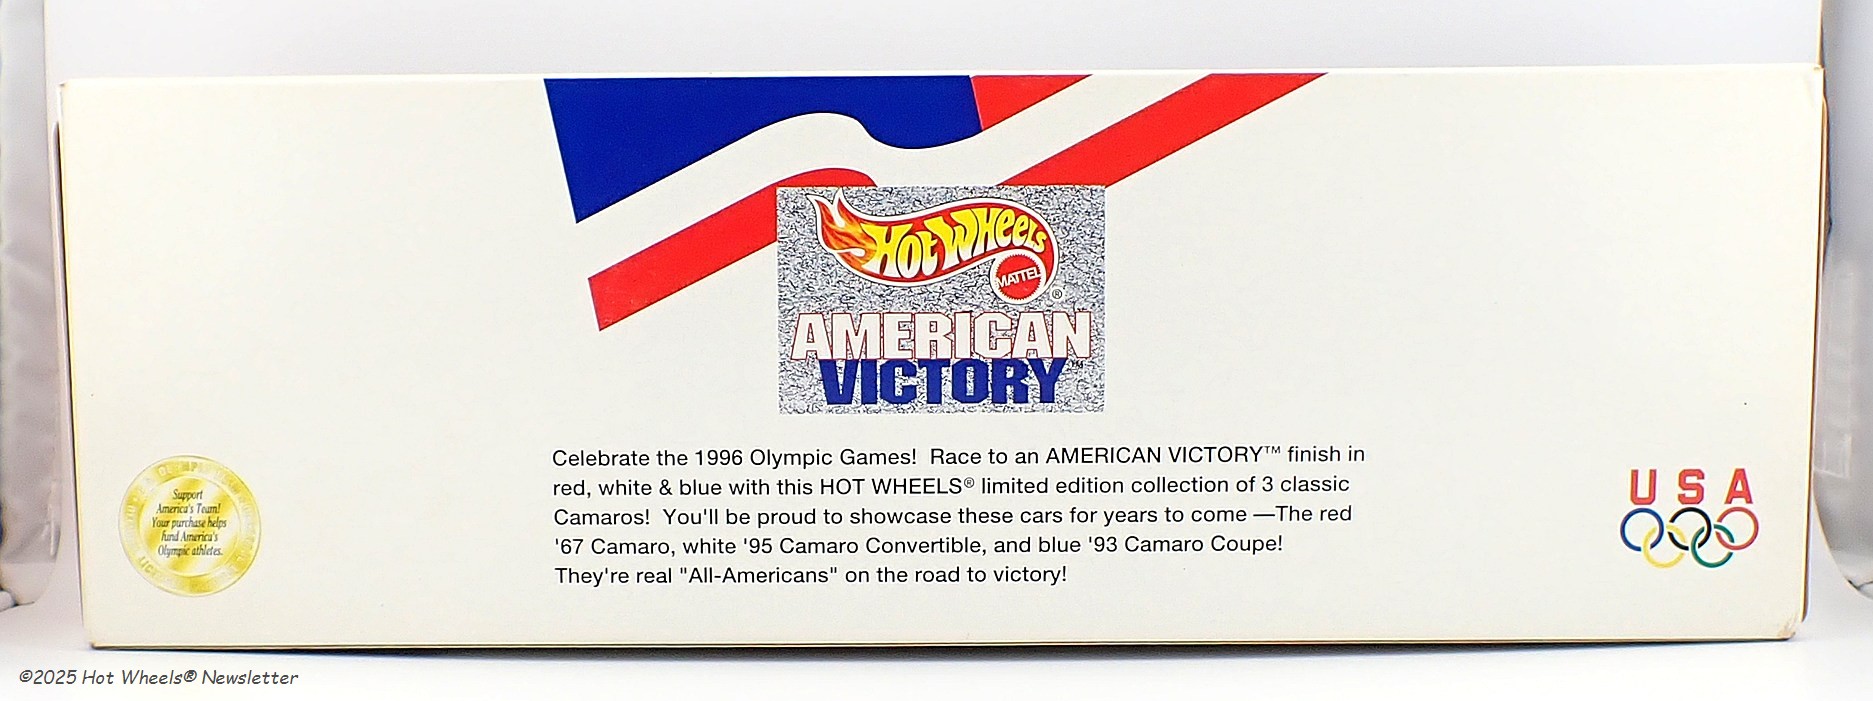 HOT WHEELS
MATTEL
®
AMERICAN
VICTORY™
Celebrate the 1996 Olympic Games!  Race to an AMERICAN VICTORY™ finish in
red, white & blue with this HOT WHEELS® limited edition collection of 3 classic
Camaros!  You'll be proud to showcase these cars for years to come —The red
'67 Camaro, white '95 Camaro Convertible, and blue '93 Camaro Coupe!
They're real "All-Americans" on the road to victory!
Support
America's Team!
Your purchase helps
fund America's
Olympic athletes.
USA
©2025 Hot Wheels® Newsletter